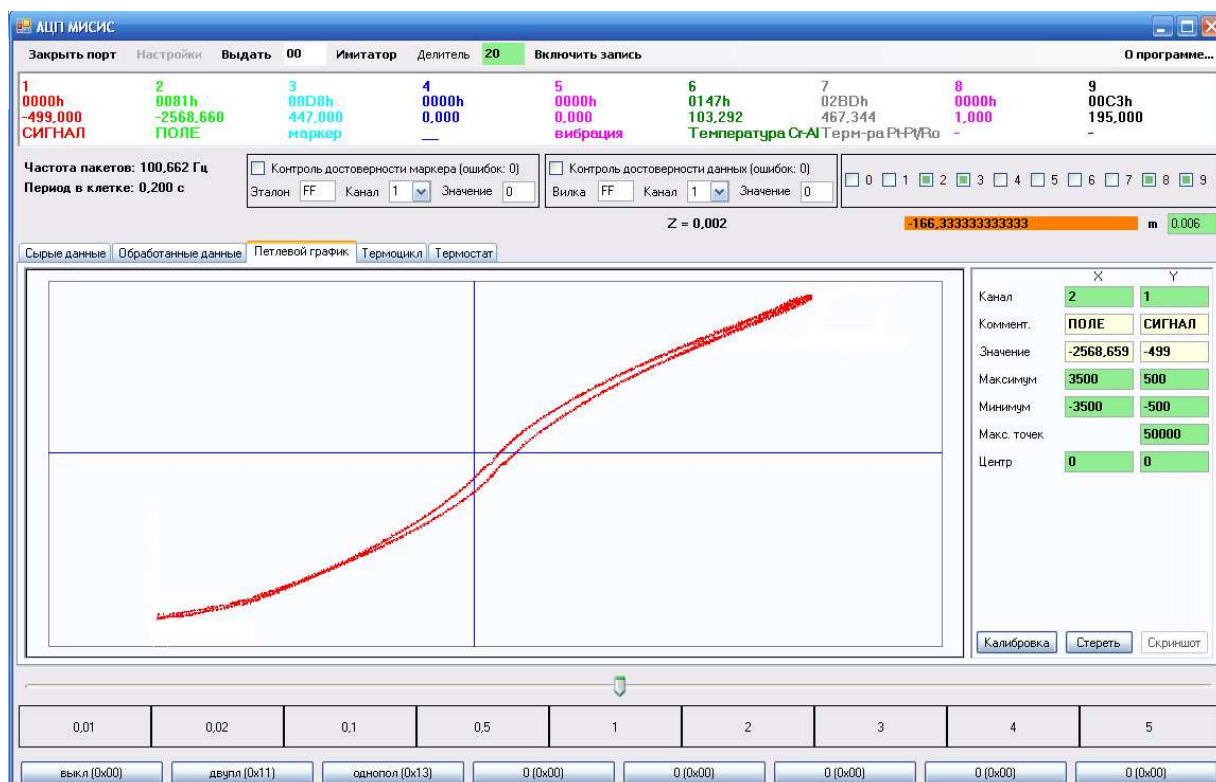 АЦП МИСИС
Закрыть порт Настройки Выдать 00 Имитатор Делитель 20 Включить запись О программе...
1 2 3 4 5 6 7 8 9
0000h 0081h 00D8h 0000h 0000h 0147h 02BDh 0000h 00C3h
-499,000 -2568,660 447,000 0,000 0,000 103,292 467,344 1,000 195,000
СИГНАЛ ПОЛЕ маркер __ вибрация Температура Cr-Al Терм-ра Pt-Pt/Ro - -
Частота пакетов: 100,662 Гц
Период в клетке: 0,200 с
Контроль достоверности маркера (ошибок: 0)
Эталон FF Канал 1 Значение 0
Контроль достоверности данных (ошибок: 0)
Вилка FF Канал 1 Значение 0
0 1 2 3 4 5 6 7 8 9
Z = 0,002 -166,333333333333 m 0.006
Сырые данные Обработанные данные Петлевой график Термоцикл Термостат
X Y
Канал 2 1
Коммент. ПОЛЕ СИГНАЛ
Значение -2568,659 -499
Максимум 3500 500
Минимум -3500 -500
Макс. точек 50000
Центр 0 0
Калибровка Стереть Скриншот
0,01 0,02 0,1 0,5 1 2 3 4 5
выкл (0x00) двупл (0x11) однопол (0x13) 0 (0x00) 0 (0x00) 0 (0x00) 0 (0x00) 0 (0x00)